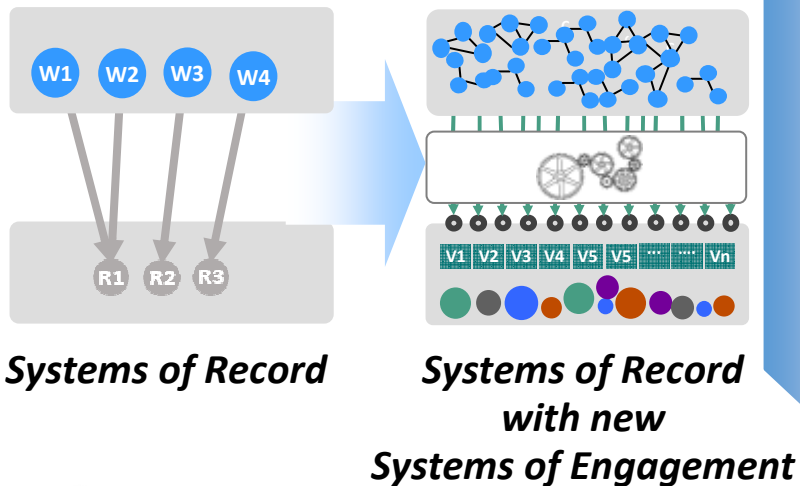 W1 W2 W3 W4
R1 R2 R3
V1 V2 V3 V4 V5 V5 ... .... Vn
Systems of Record
Systems of Record
with new
Systems of Engagement